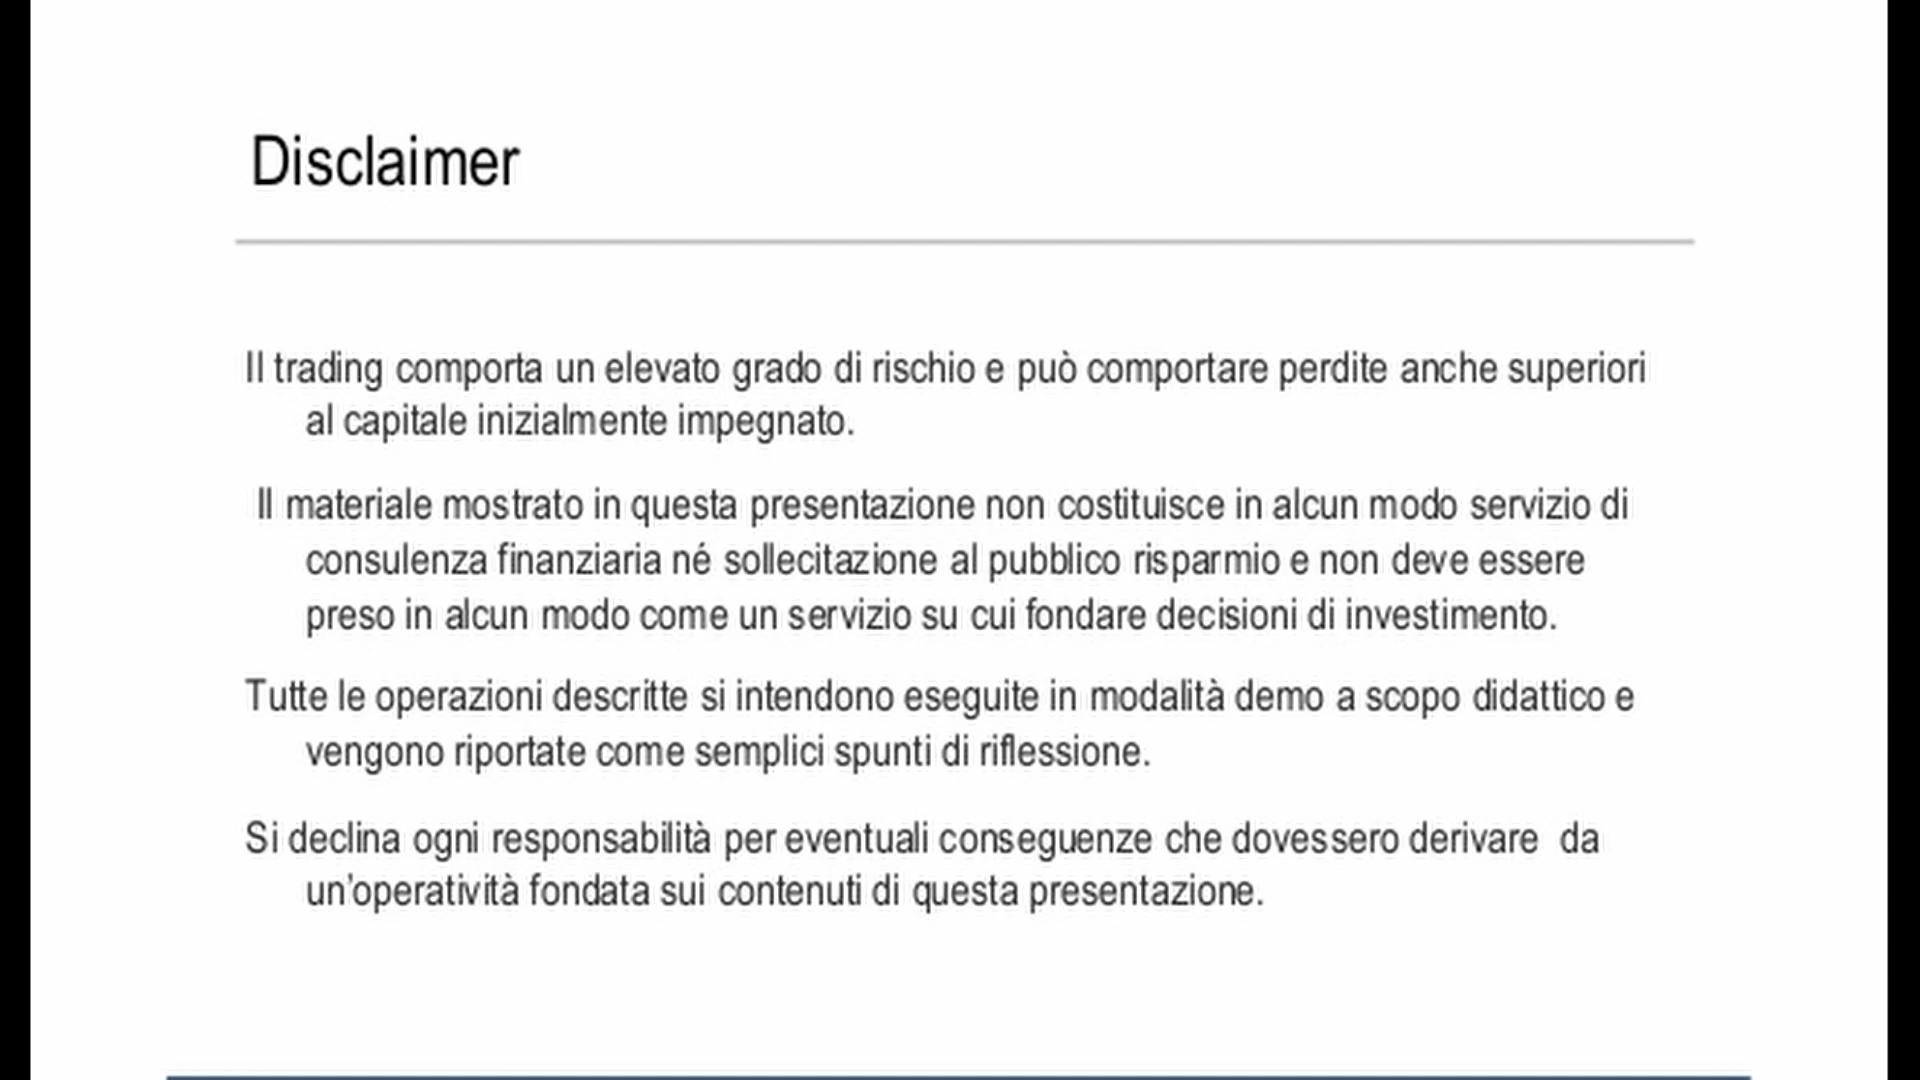 Disclaimer
Il trading comporta un elevato grado di rischio e può comportare perdite anche superiori
al capitale inizialmente impegnato.
Il materiale mostrato in questa presentazione non costituisce in alcun modo servizio di
consulenza finanziaria né sollecitazione al pubblico risparmio e non deve essere
preso in alcun modo come un servizio su cui fondare decisioni di investimento.
Tutte le operazioni descritte si intendono eseguite in modalità demo a scopo didattico e
vengono riportate come semplici spunti di riflessione.
Si declina ogni responsabilità per eventuali conseguenze che dovessero derivare da
un’operatività fondata sui contenuti di questa presentazione.